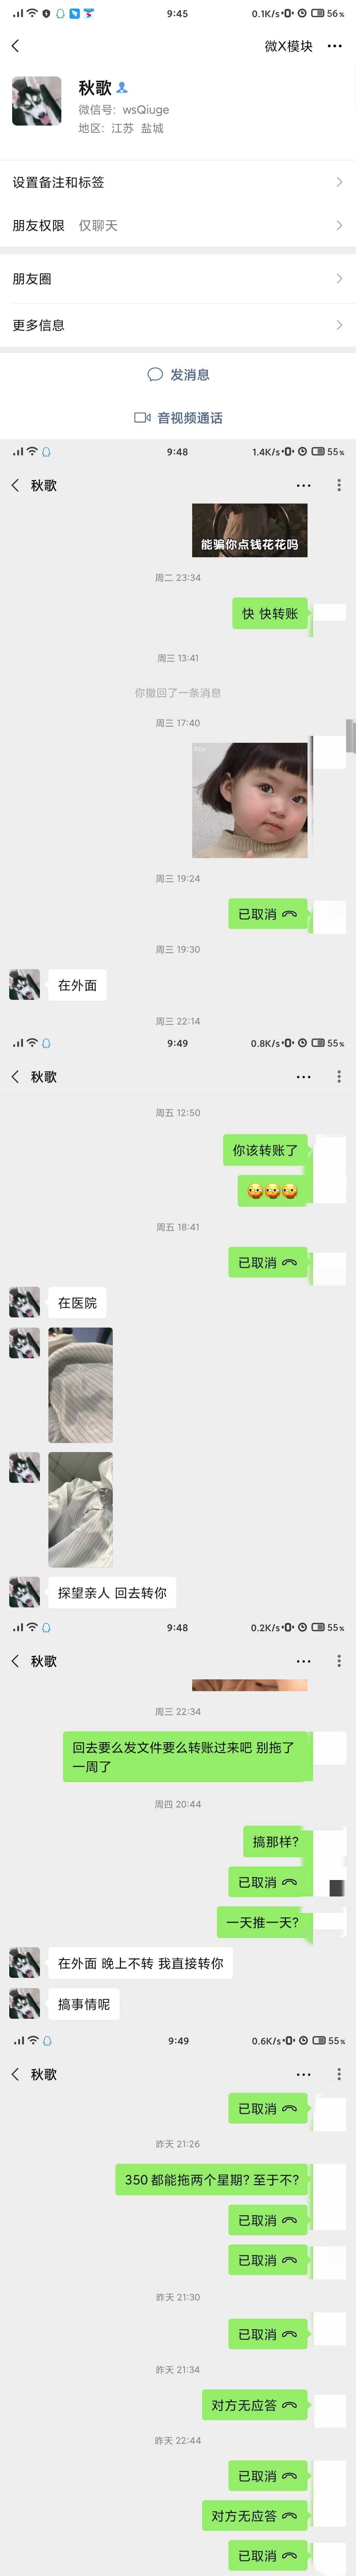 9:45
0.1K/s
56%
微X模块
秋歌
微信号: wsQiuge
地区: 江苏 盐城
设置备注和标签
朋友权限 仅聊天
朋友圈
更多信息
发消息
音视频通话
9:48
1.4K/s
55%
秋歌
能骗你点钱花花吗
周二 23:34
快 快转账
周三 13:41
你撤回了一条消息
周三 17:40
周三 19:24
已取消
周三 19:30
在外面
周三 22:14
9:49
0.8K/s
55%
秋歌
周五 12:50
你该转账了
周五 18:41
已取消
在医院
探望亲人 回去转你
9:48
0.2K/s
55%
秋歌
周三 22:34
回去要么发文件要么转账过来吧 别拖了
一周了
周四 20:44
搞那样?
已取消
一天推一天?
在外面 晚上不转 我直接转你
搞事情呢
9:49
0.6K/s
55%
秋歌
已取消
昨天 21:26
350 都能拖两个星期? 至于不?
已取消
已取消
昨天 21:30
已取消
昨天 21:34
对方无应答
昨天 22:44
已取消
对方无应答
已取消